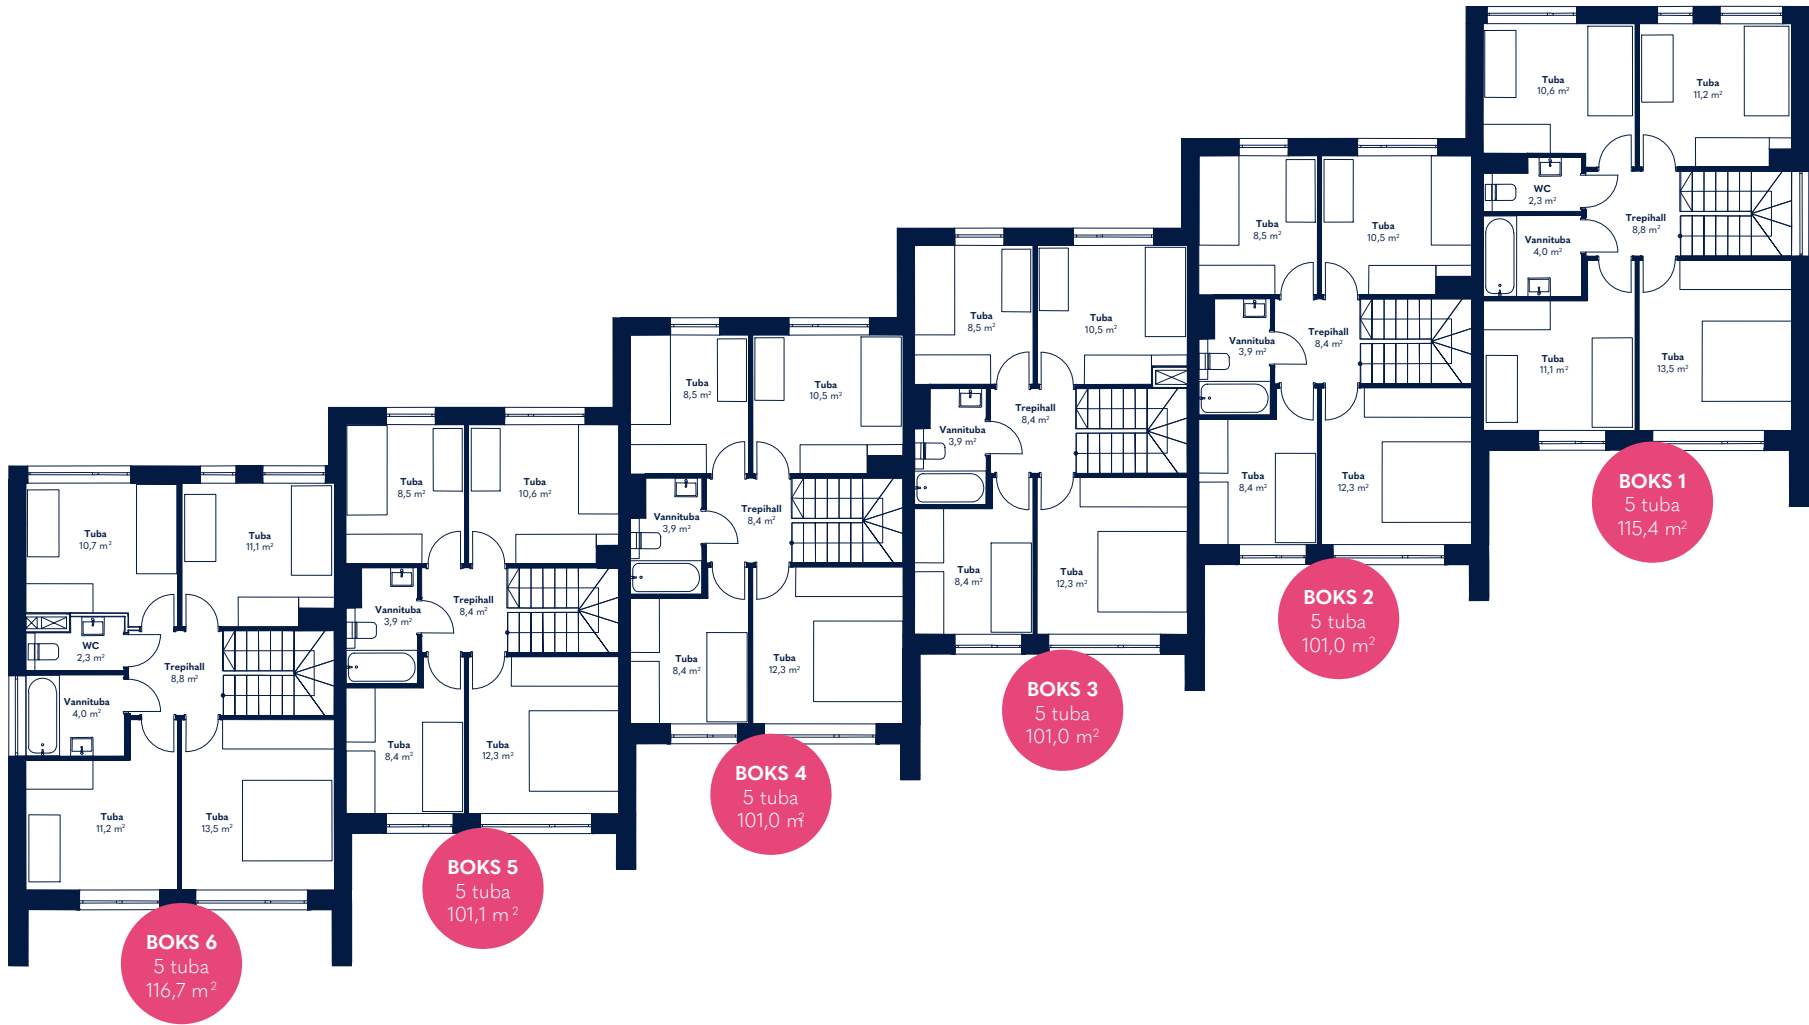 Tuba
10,6 m²
Tuba
11,2 m²
WC
2,3 m²
Trepihall
8,8 m²
Vannituba
4,0 m²
Tuba
11,1 m²
Tuba
13,5 m²
BOKS 1
5 tuba
115,4 m²
Tuba
8,5 m²
Tuba
10,5 m²
Vannituba
3,9 m²
Trepihall
8,4 m²
Tuba
8,4 m²
Tuba
12,3 m²
BOKS 2
5 tuba
101,0 m²
Tuba
8,5 m²
Tuba
10,5 m²
Vannituba
3,9 m²
Trepihall
8,4 m²
Tuba
8,4 m²
Tuba
12,3 m²
BOKS 3
5 tuba
101,0 m²
Tuba
8,5 m²
Tuba
10,5 m²
Vannituba
3,9 m²
Trepihall
8,4 m²
Tuba
8,4 m²
Tuba
12,3 m²
BOKS 4
5 tuba
101,0 m²
Tuba
8,5 m²
Tuba
10,6 m²
Vannituba
3,9 m²
Trepihall
8,4 m²
Tuba
8,4 m²
Tuba
12,3 m²
BOKS 5
5 tuba
101,1 m²
Tuba
10,7 m²
Tuba
11,1 m²
WC
2,3 m²
Trepihall
8,8 m²
Vannituba
4,0 m²
Tuba
11,2 m²
Tuba
13,5 m²
BOKS 6
5 tuba
116,7 m²